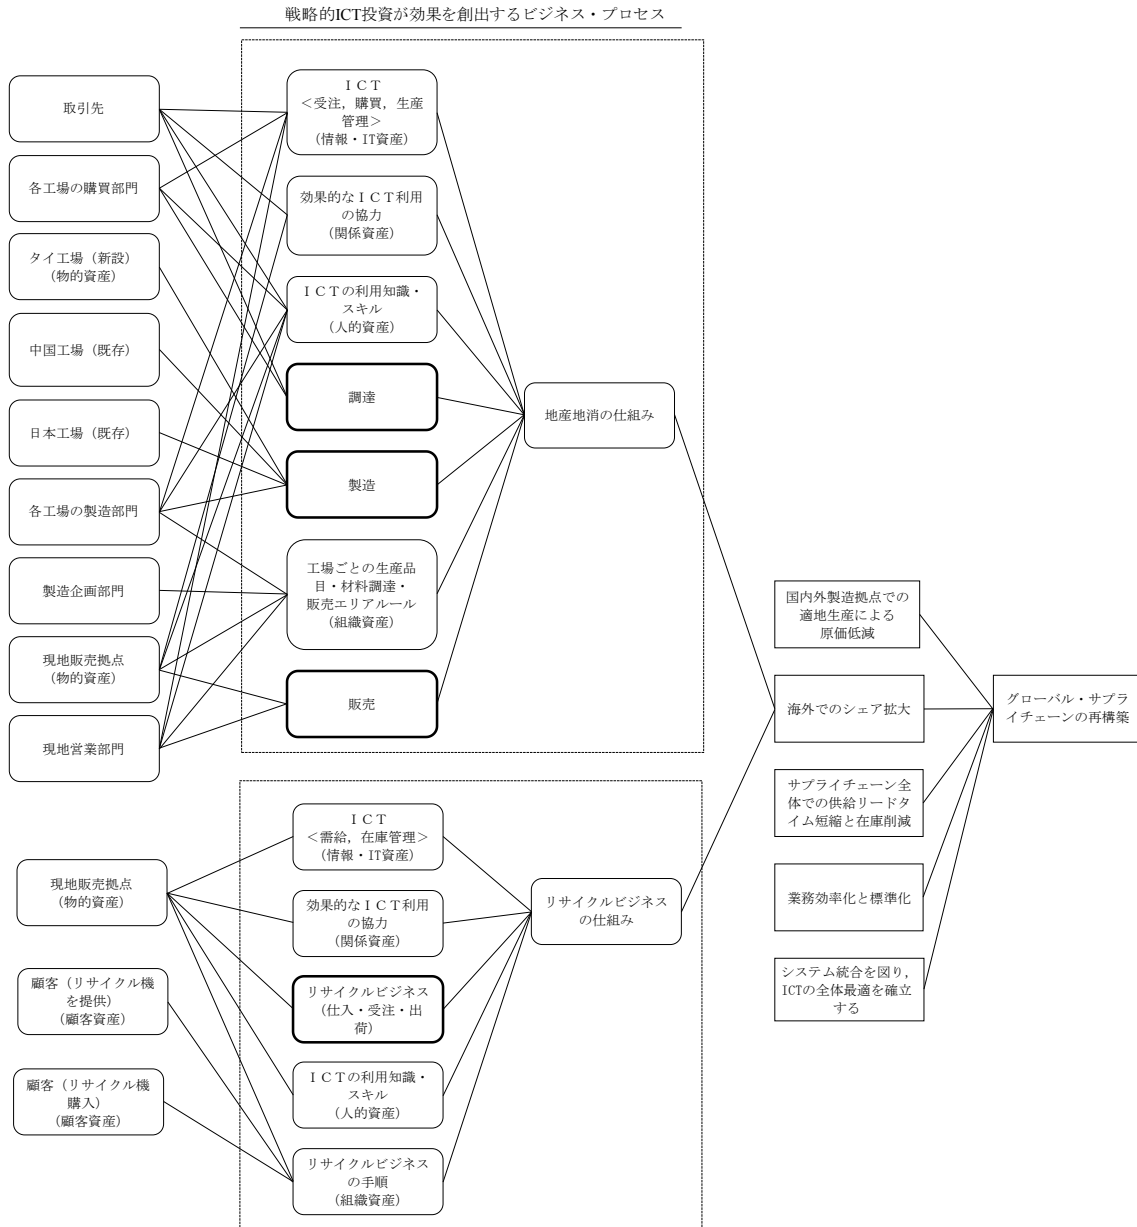 戦略的ICT投資が効果を創出するビジネス・プロセス
取引先
各工場の購買部門
タイ工場（新設）
（物的資産）
中国工場（既存）
日本工場（既存）
各工場の製造部門
製造企画部門
現地販売拠点
（物的資産）
現地営業部門
ＩＣＴ
＜受注，購買，生産
管理＞
（情報・IT資産）
効果的なＩＣＴ利用
の協力
（関係資産）
ＩＣＴの利用知識・
スキル
（人的資産）
調達
製造
工場ごとの生産品
目・材料調達・
販売エリアルール
（組織資産）
販売
地産地消の仕組み
国内外製造拠点での
適地生産による
原価低減
海外でのシェア拡大
サプライチェーン全
体での供給リードタ
イム短縮と在庫削減
業務効率化と標準化
システム統合を図り，
ICTの全体最適を確立
する
グローバル・サプラ
イチェーンの再構築
現地販売拠点
（物的資産）
顧客（リサイクル機
を提供）
（顧客資産）
顧客（リサイクル機
購入）
（顧客資産）
ＩＣＴ
＜需給，在庫管理＞
（情報・IT資産）
効果的なＩＣＴ利用
の協力
（関係資産）
リサイクルビジネス
（仕入・受注・出
荷）
ＩＣＴの利用知識・
スキル
（人的資産）
リサイクルビジネス
の手順
（組織資産）
リサイクルビジネス
の仕組み